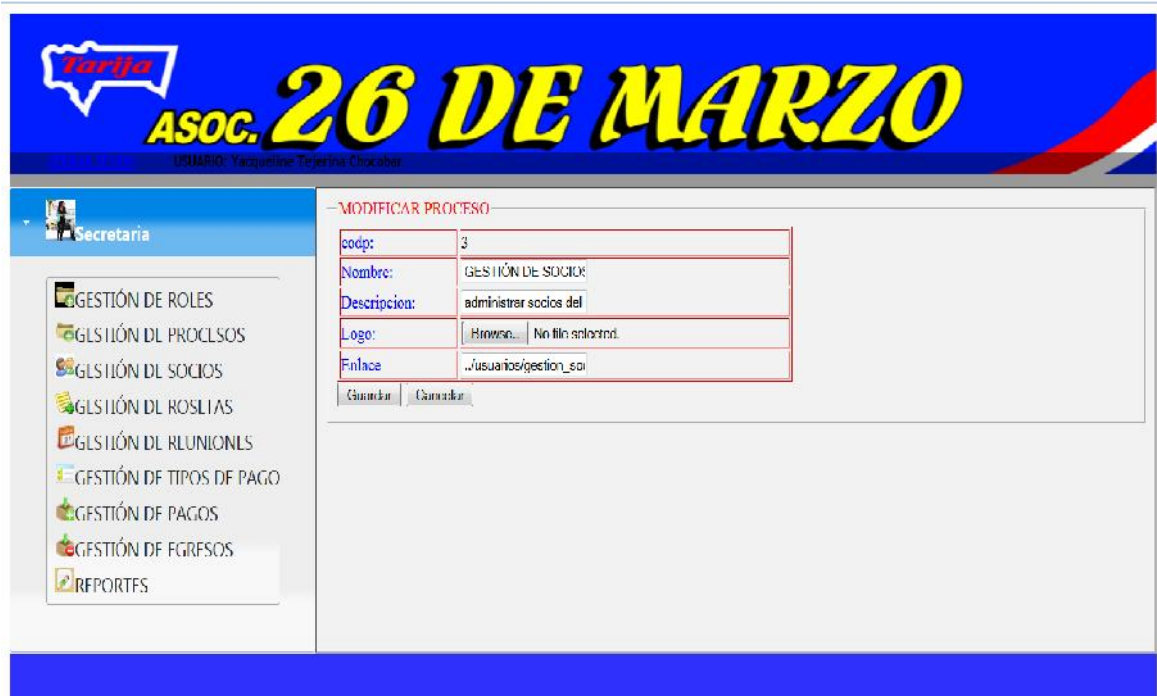 Tarija
ASOC. 26 DE MARZO
USUARIO: Yacqueline Tejerina Chocabar
Secretaria
GESTIÓN DE ROLES
GESTIÓN DE PROCESOS
GESTIÓN DE SOCIOS
GESTIÓN DE ROSETAS
GESTIÓN DE REUNIONES
GESTIÓN DE TIPOS DE PAGO
GESTIÓN DE PAGOS
GESTIÓN DE EGRESOS
REPORTES
MODIFICAR PROCESO
codp: 3
Nombre: GESTIÓN DE SOCIOS
Descripcion: administrar socios del
Logo: Browse... No file selected.
Enlace ../usuarios/gestion_soc
Guardar Cancelar